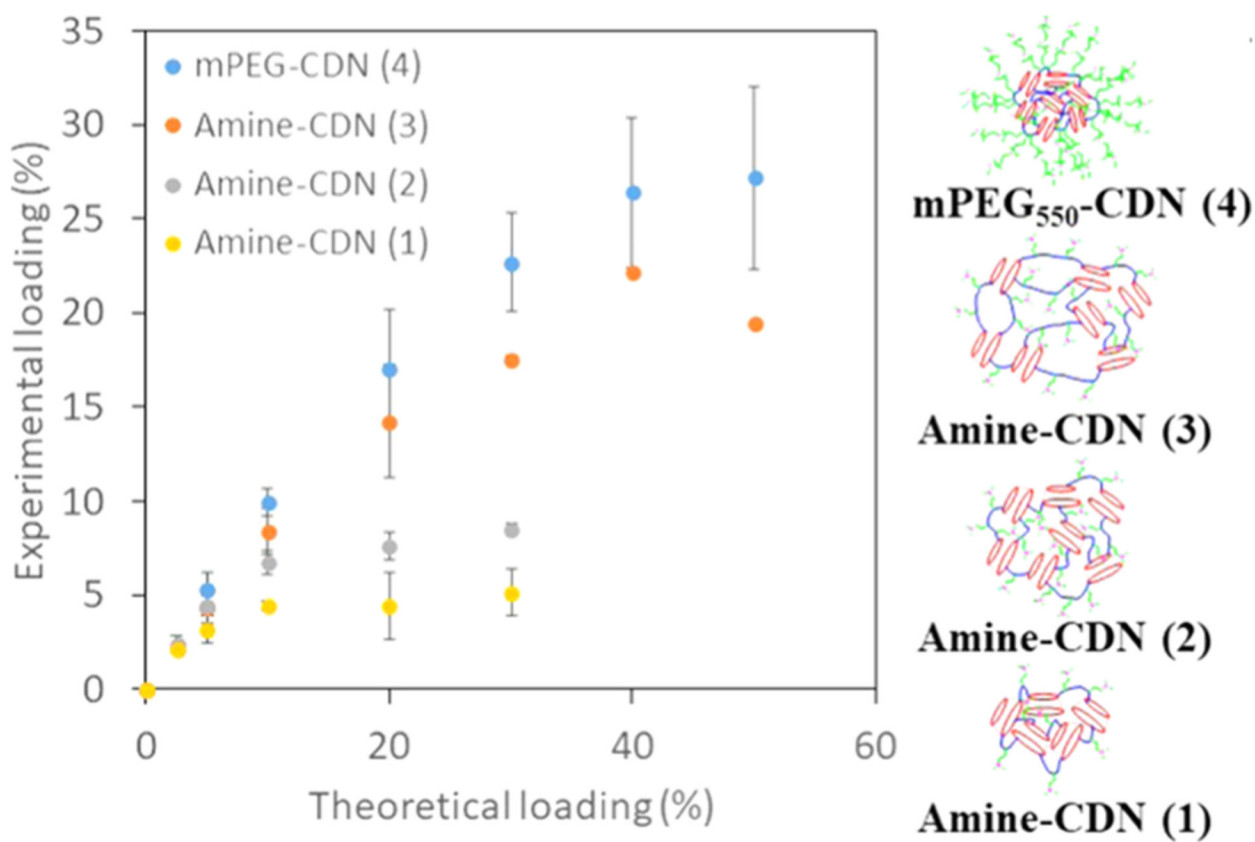 35
30
25
20
15
10
5
0
Experimental loading (%)
mPEG-CDN (4)
Amine-CDN (3)
Amine-CDN (2)
Amine-CDN (1)
0
20
40
60
Theoretical loading (%)
mPEG₅₅₀-CDN (4)
Amine-CDN (3)
Amine-CDN (2)
Amine-CDN (1)